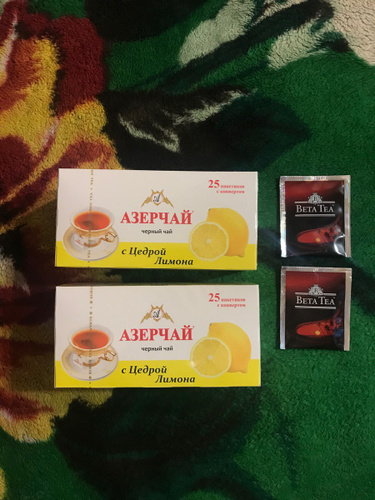 25 пакетиков
с конвертом
АЗЕРЧАЙ
черный чай
с Цедрой
Лимона
25 пакетиков
с конвертом
АЗЕРЧАЙ
черный чай
с Цедрой
Лимона
BETA TEA
BETA TEA